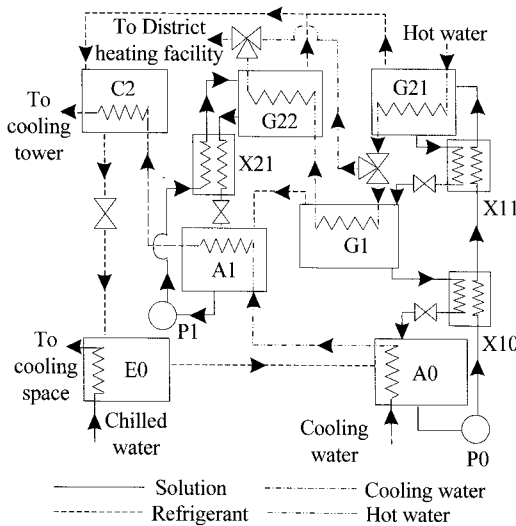 To District
heating facility
Hot water
C2
G21
To
cooling
tower
G22
X21
X11
G1
A1
P1
X10
To
cooling
space
E0
A0
Chilled
water
Cooling
water
P0
Solution
Cooling water
Refrigerant
Hot water